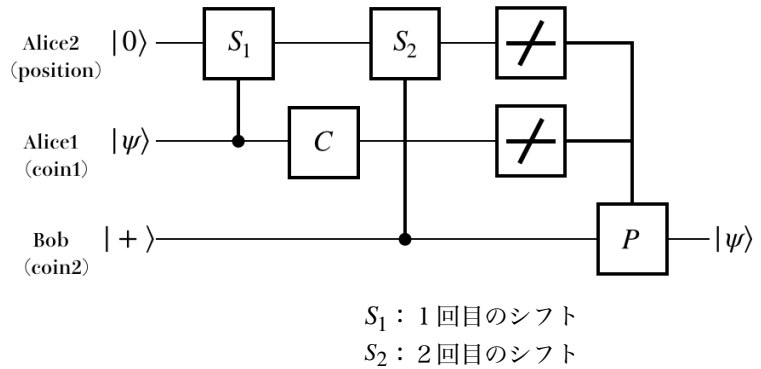 Alice2 |0⟩ S₁ S₂
(position)
Alice1 |ψ⟩ C
(coin1)
Bob |+⟩ P |ψ⟩
(coin2)
S₁：１回目のシフト
S₂：２回目のシフト